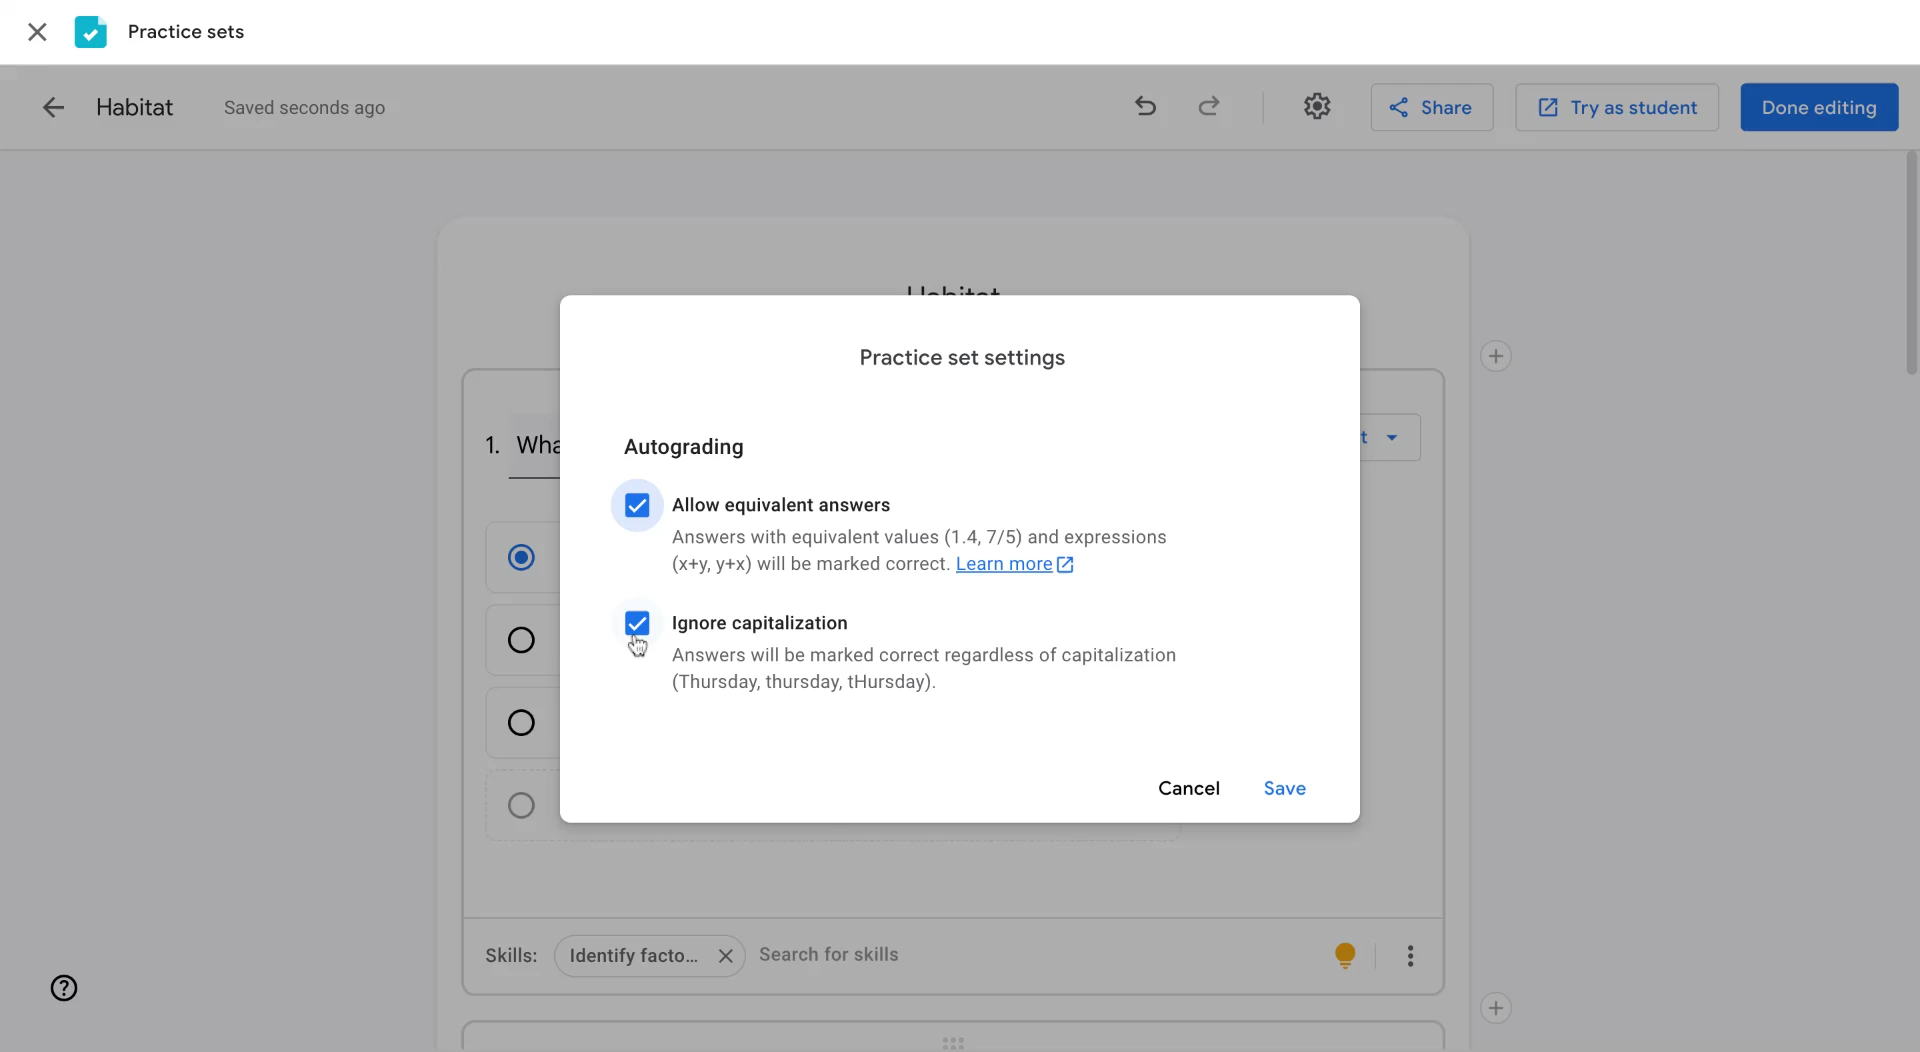 Practice sets
Habitat
Saved seconds ago
Share
Try as student
Done editing
Habitat
Practice set settings
1. Wha
t
Autograding
Allow equivalent answers
Answers with equivalent values (1.4, 7/5) and expressions
(x+y, y+x) will be marked correct. Learn more
Ignore capitalization
Answers will be marked correct regardless of capitalization
(Thursday, thursday, tHursday).
Cancel
Save
Skills:
Identify facto...
Search for skills